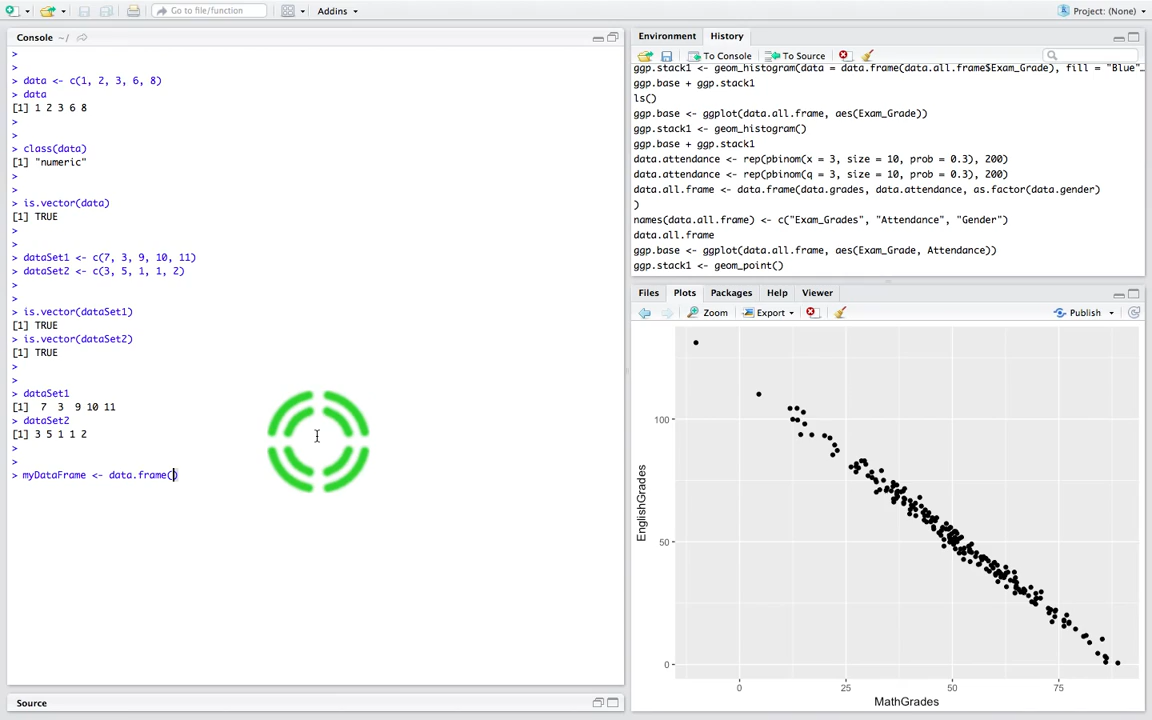 Go to file/function
Addins
Project: (None)
Console ~/
>
>
> data <- c(1, 2, 3, 6, 8)
> data
[1] 1 2 3 6 8
>
>
> class(data)
[1] "numeric"
>
>
> is.vector(data)
[1] TRUE
>
>
> dataSet1 <- c(7, 3, 9, 10, 11)
> dataSet2 <- c(3, 5, 1, 1, 2)
>
>
> is.vector(dataSet1)
[1] TRUE
> is.vector(dataSet2)
[1] TRUE
>
>
> dataSet1
[1]  7  3  9 10 11
> dataSet2
[1] 3 5 1 1 2
>
>
> myDataFrame <- data.frame()
Source
Environment History
To Console To Source
ggp.stack1 <- geom_histogram(data = data.frame(data.all.frame$Exam_Grade), fill = "Blue"…
ggp.base + ggp.stack1
ls()
ggp.base <- ggplot(data.all.frame, aes(Exam_Grade))
ggp.stack1 <- geom_histogram()
ggp.base + ggp.stack1
data.attendance <- rep(pbinom(x = 3, size = 10, prob = 0.3), 200)
data.attendance <- rep(pbinom(q = 3, size = 10, prob = 0.3), 200)
data.all.frame <- data.frame(data.grades, data.attendance, as.factor(data.gender)
)
names(data.all.frame) <- c("Exam_Grades", "Attendance", "Gender")
data.all.frame
ggp.base <- ggplot(data.all.frame, aes(Exam_Grade, Attendance))
ggp.stack1 <- geom_point()
Files Plots Packages Help Viewer
Zoom Export Publish
EnglishGrades
100
50
0
0 25 50 75
MathGrades